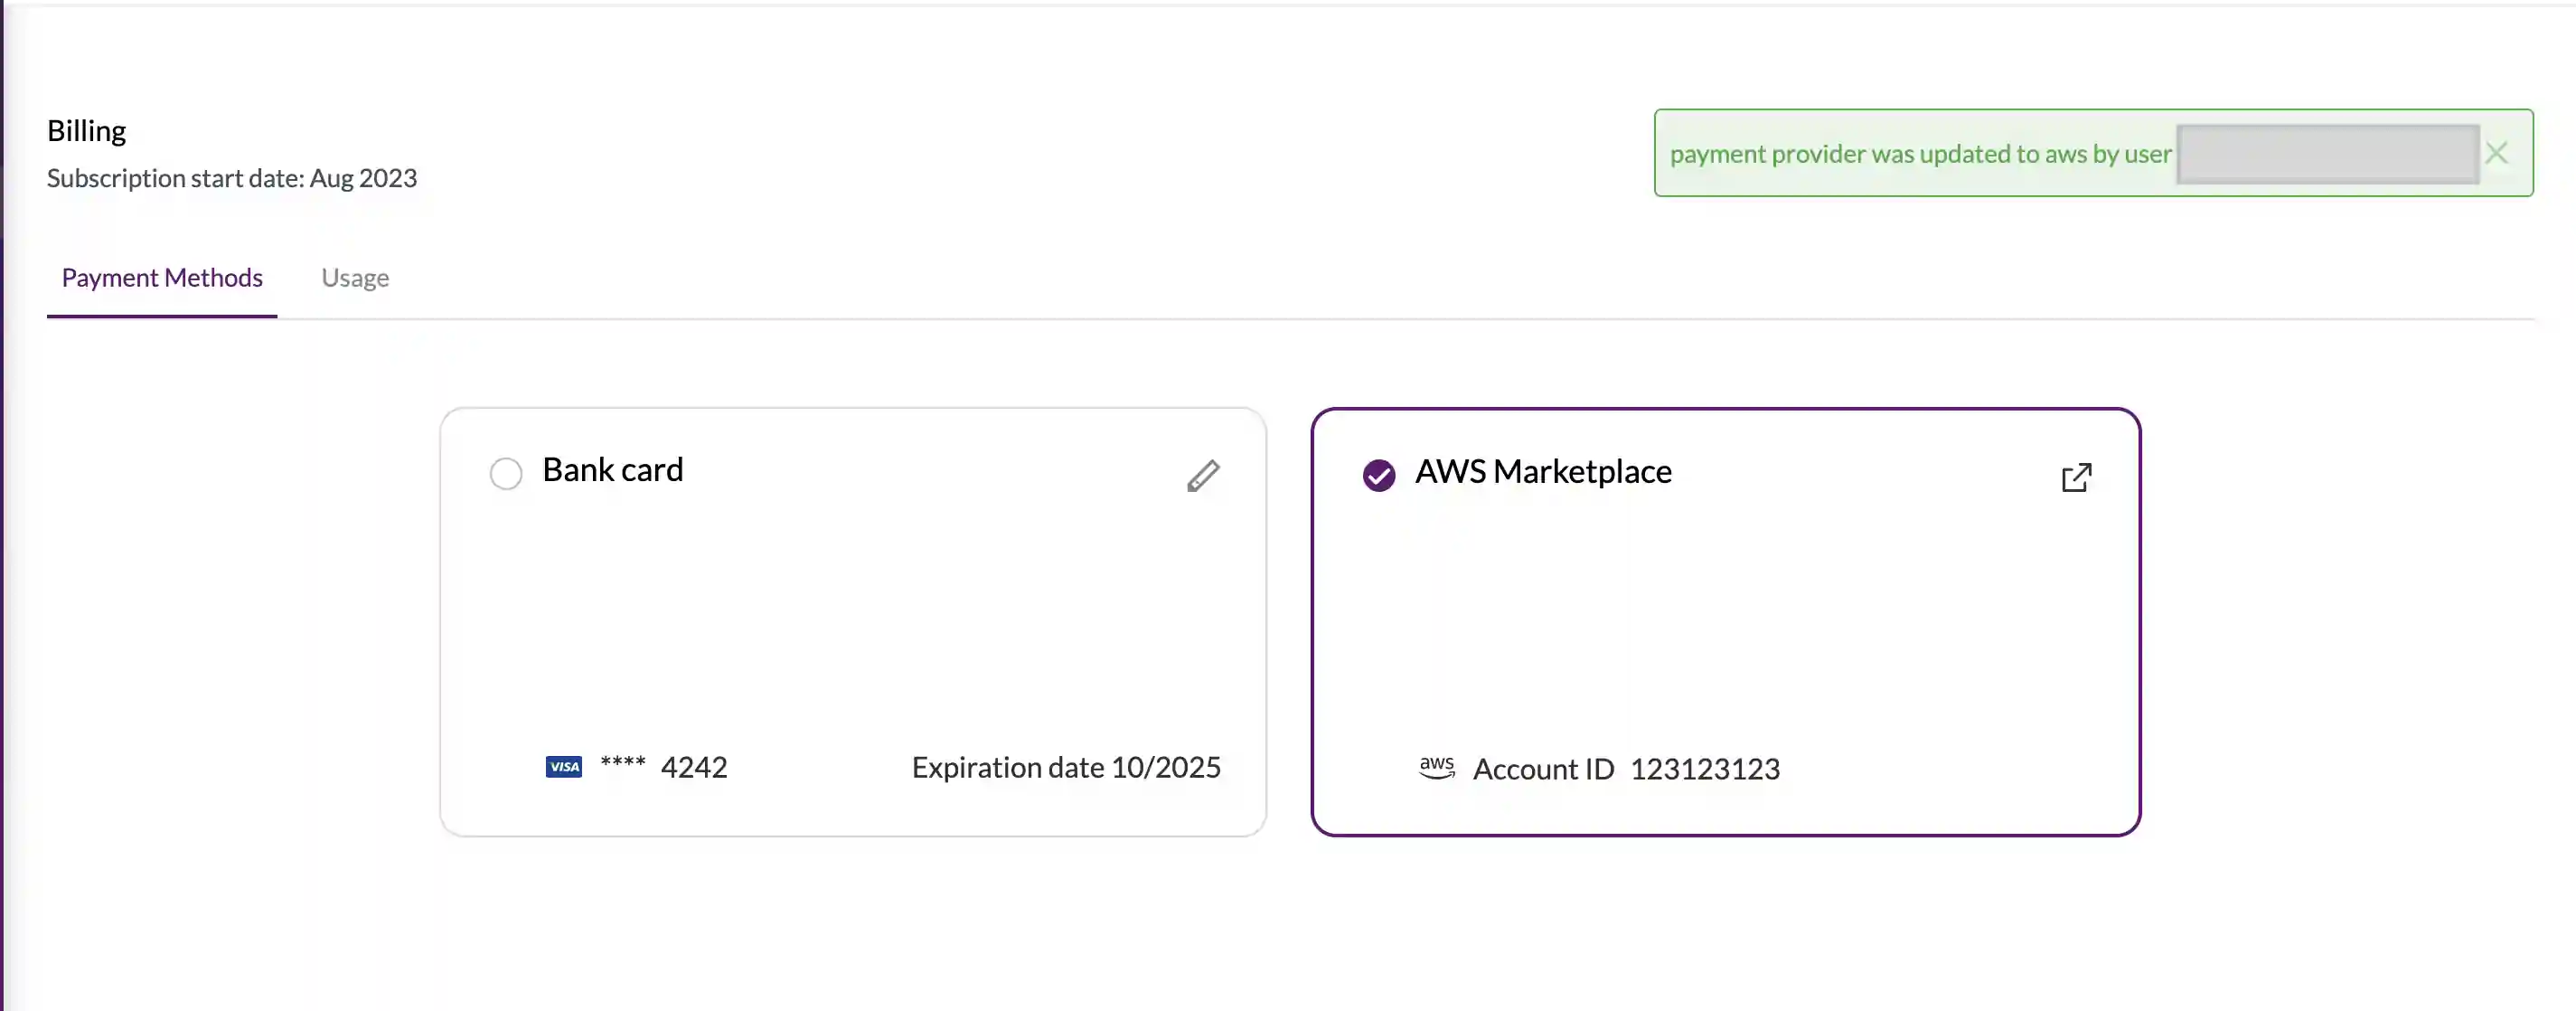 Billing
Subscription start date: Aug 2023
payment provider was updated to aws by user
Payment Methods
Usage
Bank card
VISA **** 4242
Expiration date 10/2025
AWS Marketplace
aws Account ID 123123123